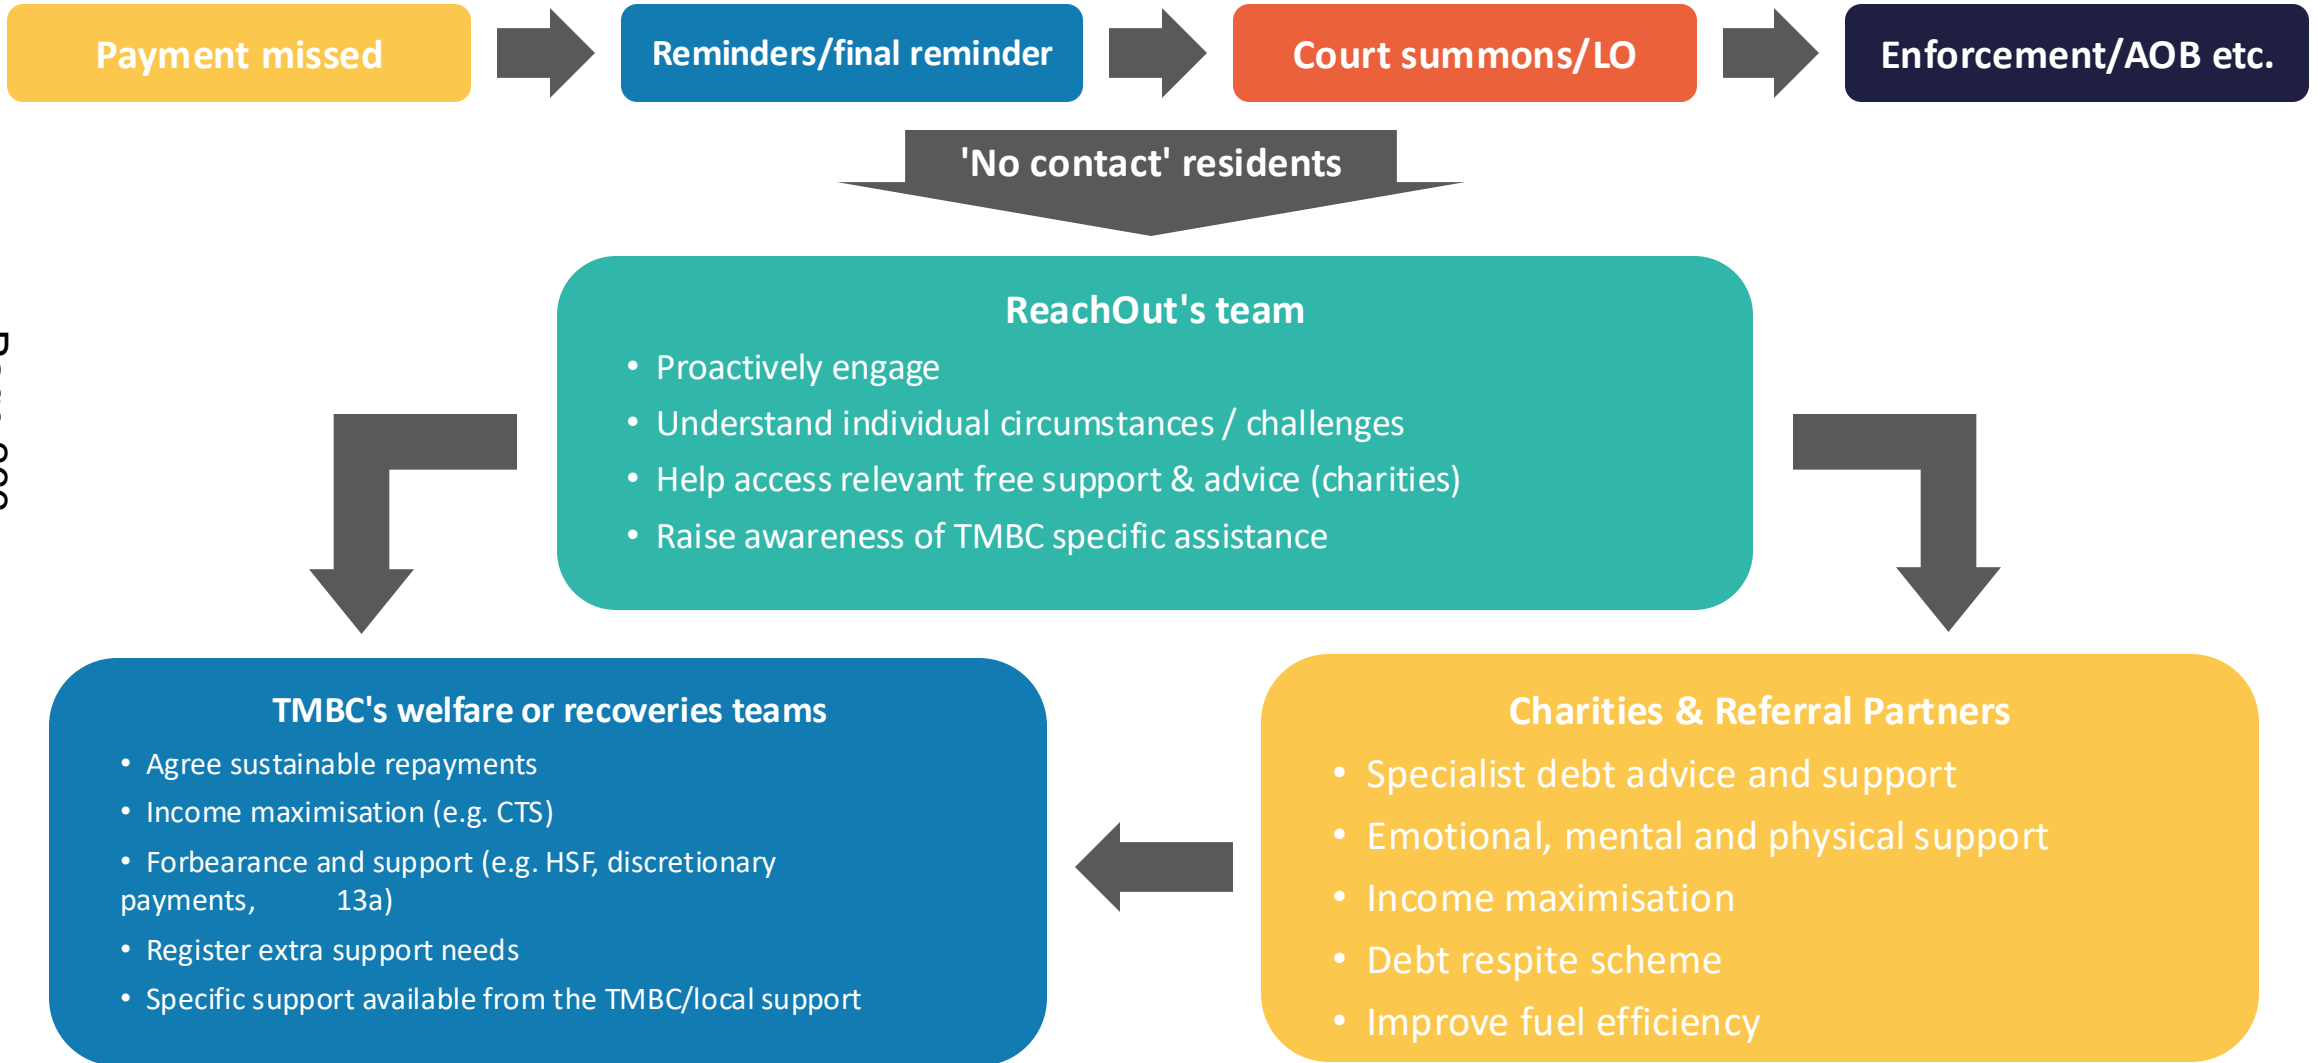 Payment missed
Reminders/final reminder
Court summons/LO
Enforcement/AOB etc.
'No contact' residents
ReachOut's team
• Proactively engage
• Understand individual circumstances / challenges
• Help access relevant free support & advice (charities)
• Raise awareness of TMBC specific assistance
TMBC's welfare or recoveries teams
• Agree sustainable repayments
• Income maximisation (e.g. CTS)
• Forbearance and support (e.g. HSF, discretionary
payments, 13a)
• Register extra support needs
• Specific support available from the TMBC/local support
Charities & Referral Partners
• Specialist debt advice and support
• Emotional, mental and physical support
• Income maximisation
• Debt respite scheme
• Improve fuel efficiency